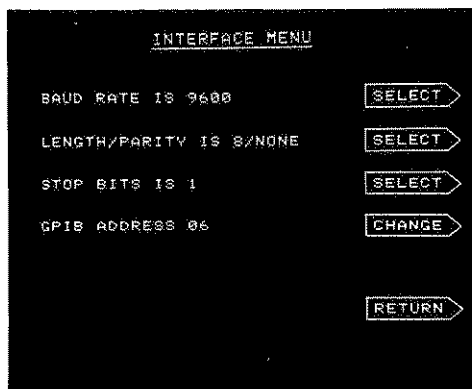 INTERFACE MENU
BAUD RATE IS 9600 SELECT
LENGTH/PARITY IS 8/NONE SELECT
STOP BITS IS 1 SELECT
GPIB ADDRESS 06 CHANGE
RETURN